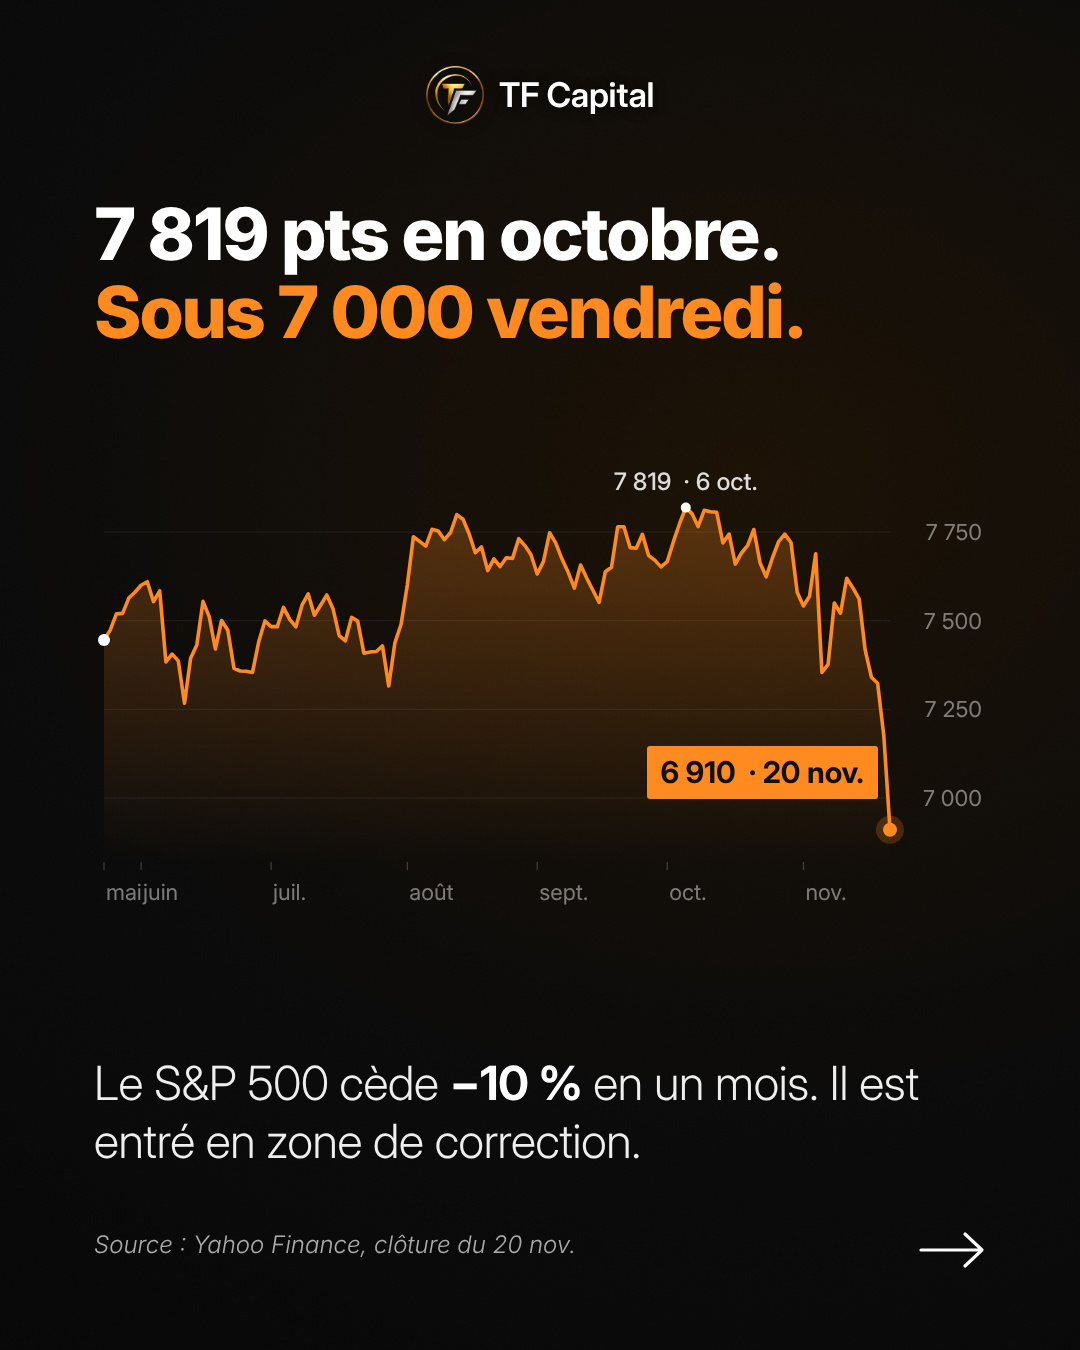 TF Capital
7 819 pts en octobre.
Sous 7 000 vendredi.
7 819 · 6 oct.
7 750
7 500
7 250
6 910 · 20 nov.
7 000
mai juin juil. août sept. oct. nov.
Le S&P 500 cède −10 % en un mois. Il est
entré en zone de correction.
Source : Yahoo Finance, clôture du 20 nov.